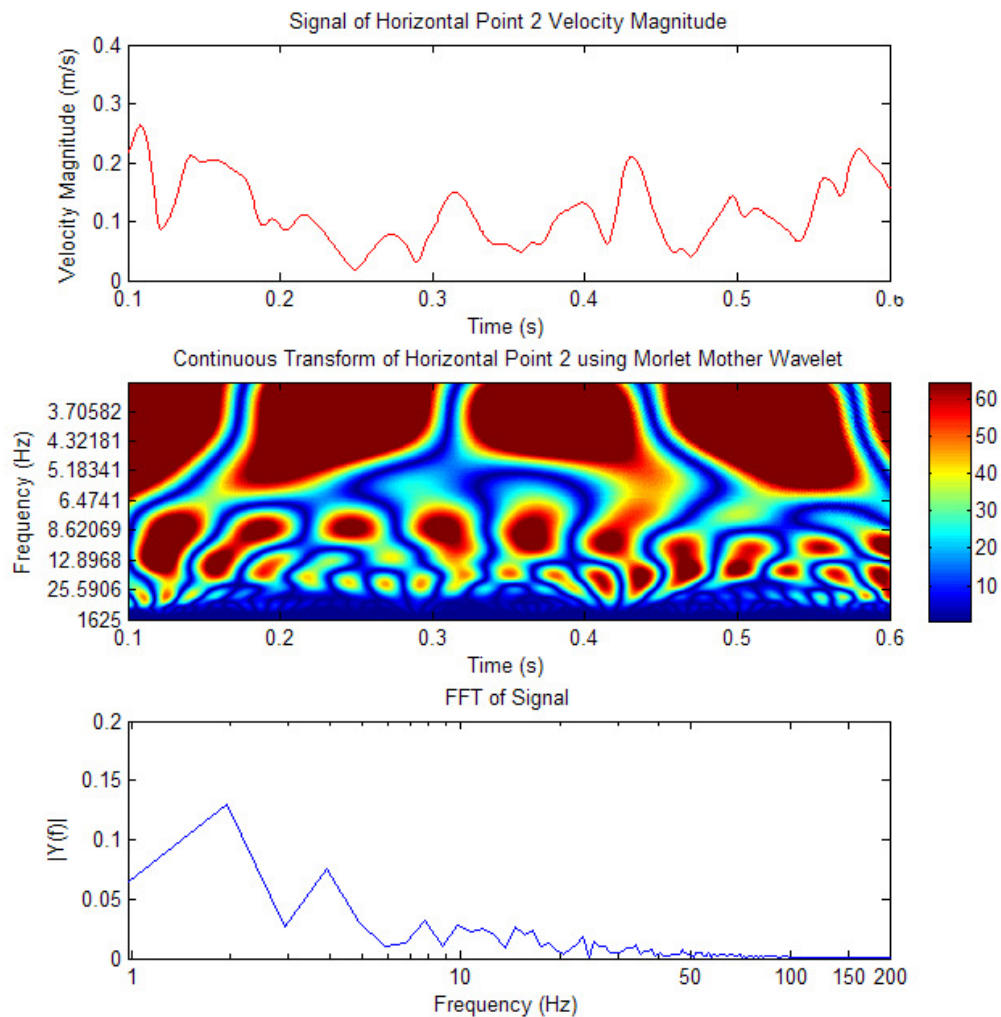 Signal of Horizontal Point 2 Velocity Magnitude
Velocity Magnitude (m/s)
0.4
0.3
0.2
0.1
0
0.1 0.2 0.3 0.4 0.5 0.6
Time (s)
Continuous Transform of Horizontal Point 2 using Morlet Mother Wavelet
Frequency (Hz)
3.70582
4.32181
5.18341
6.4741
8.62069
12.8968
25.5906
1625
0.1 0.2 0.3 0.4 0.5 0.6
Time (s)
60
50
40
30
20
10
FFT of Signal
|Y(f)|
0.2
0.15
0.1
0.05
0
1 10 50 100 150 200
Frequency (Hz)